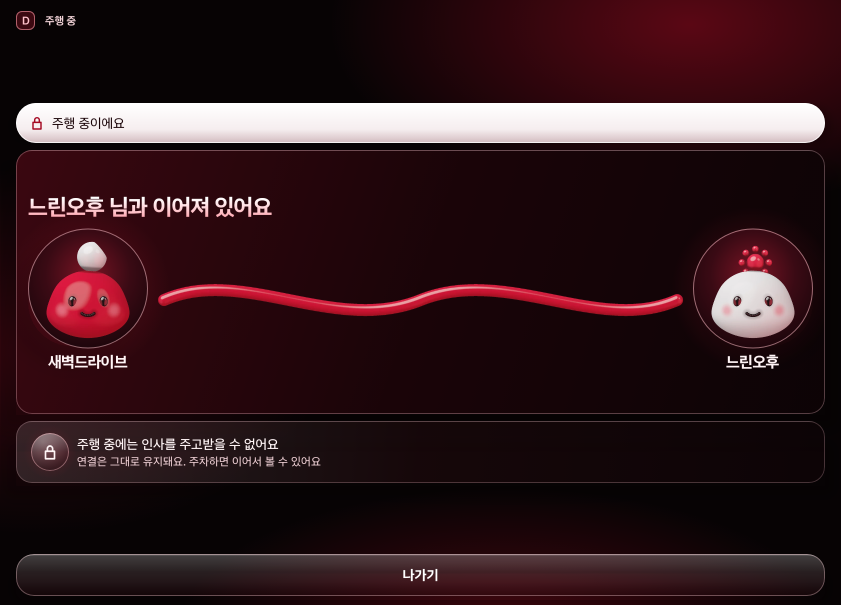 D 주행 중
주행 중이에요
느린오후 님과 이어져 있어요
새벽드라이브
느린오후
주행 중에는 인사를 주고받을 수 없어요
연결은 그대로 유지돼요. 주차하면 이어서 볼 수 있어요
나가기